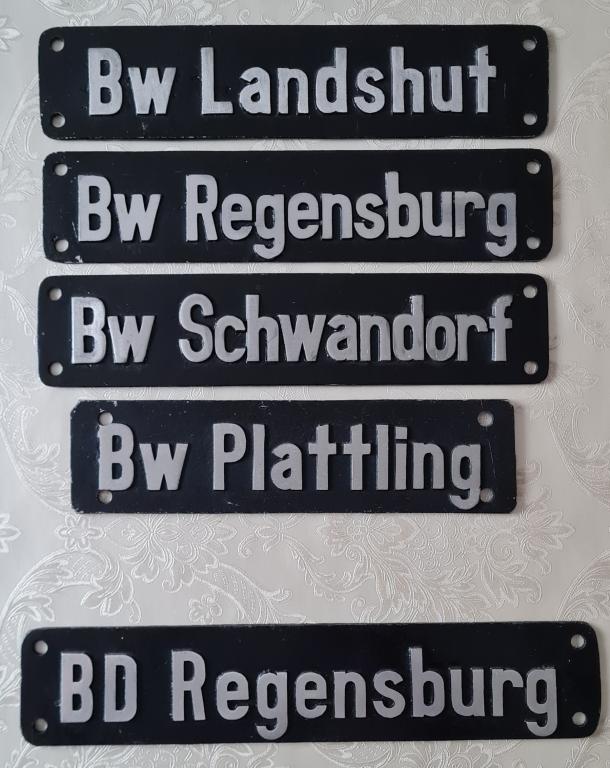 Bw Landshut
Bw Regensburg
Bw Schwandorf
Bw Plattling
BD Regensburg